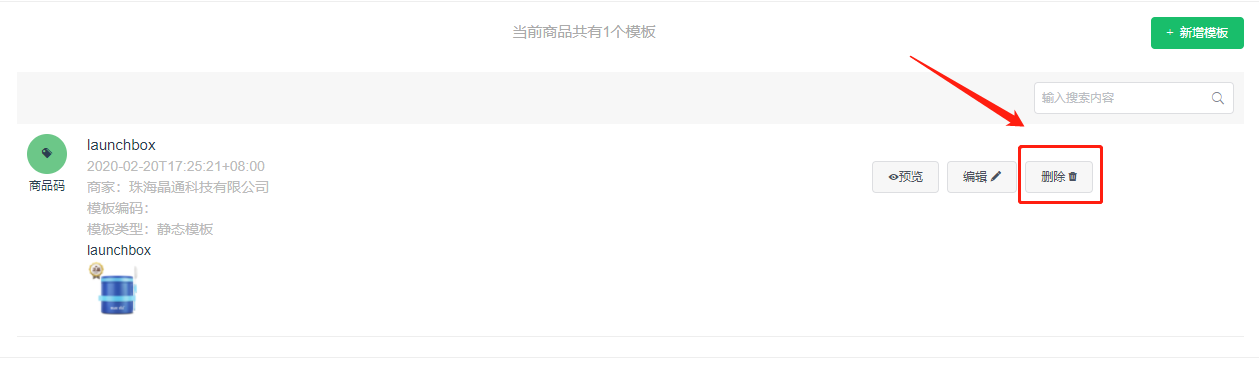 当前商品共有1个模板
+ 新增模板
输入搜索内容
launchbox
2020-02-20T17:25:21+08:00
商品码
商家：珠海晶通科技有限公司
模板编码：
模板类型：静态模板
launchbox
预览
编辑
删除